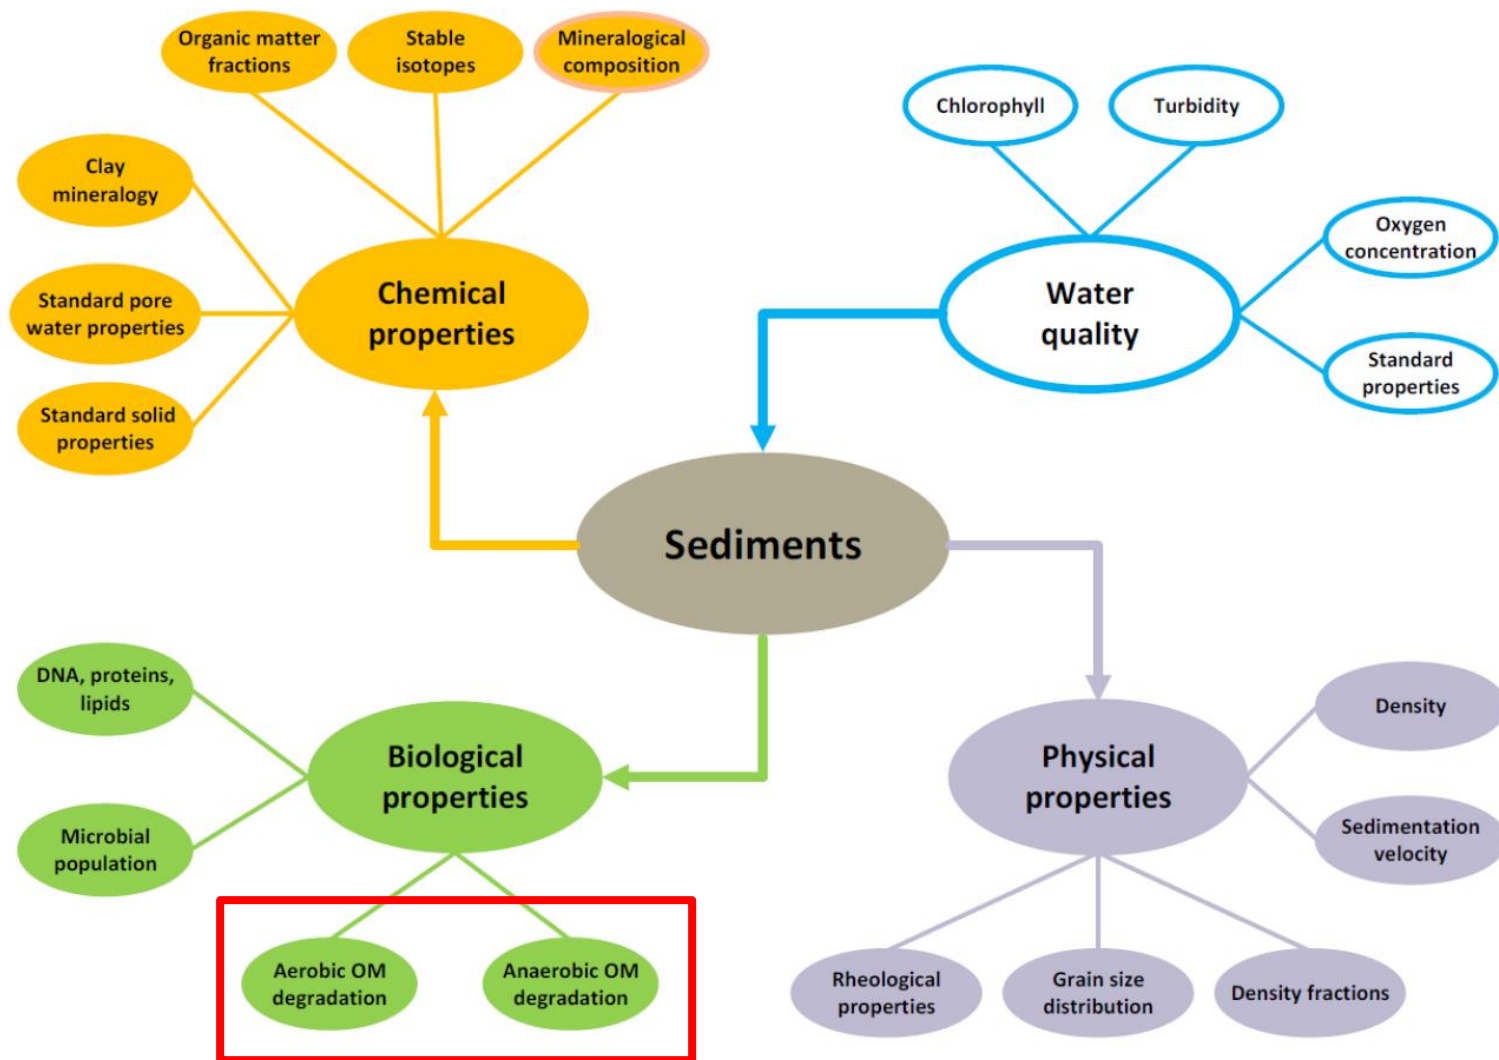 Organic matter
fractions
Stable
isotopes
Mineralogical
composition
Clay
mineralogy
Standard pore
water properties
Standard solid
properties
Chemical
properties
Chlorophyll
Turbidity
Oxygen
concentration
Standard
properties
Water
quality
Sediments
DNA, proteins,
lipids
Microbial
population
Biological
properties
Aerobic OM
degradation
Anaerobic OM
degradation
Physical
properties
Density
Sedimentation
velocity
Rheological
properties
Grain size
distribution
Density fractions